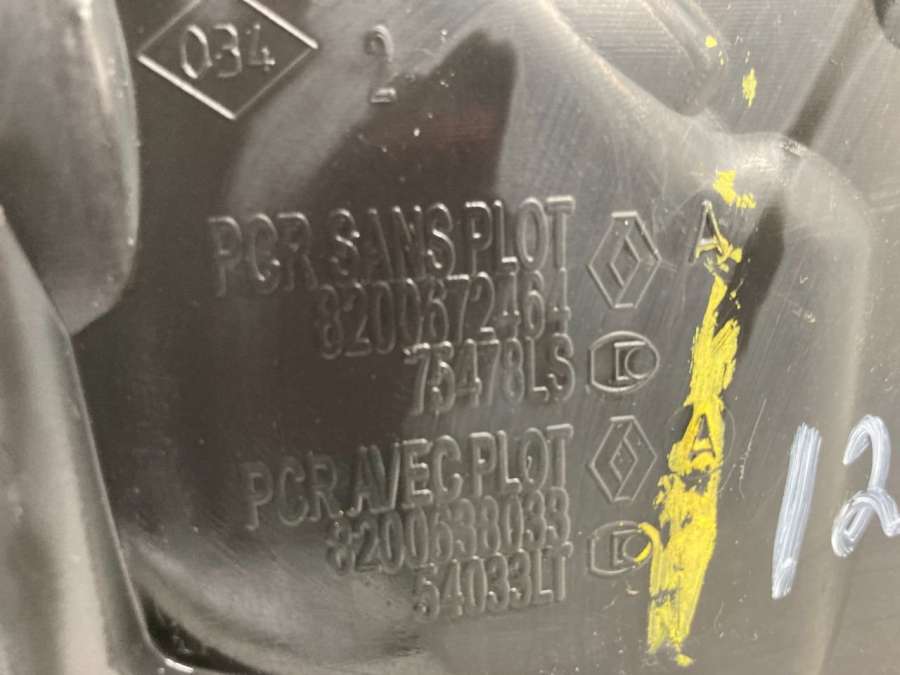 034
2
PCR SANS PLOT A
8200672464
75478LS
PCR AVEC PLOT A
8200638033
54033LT
12